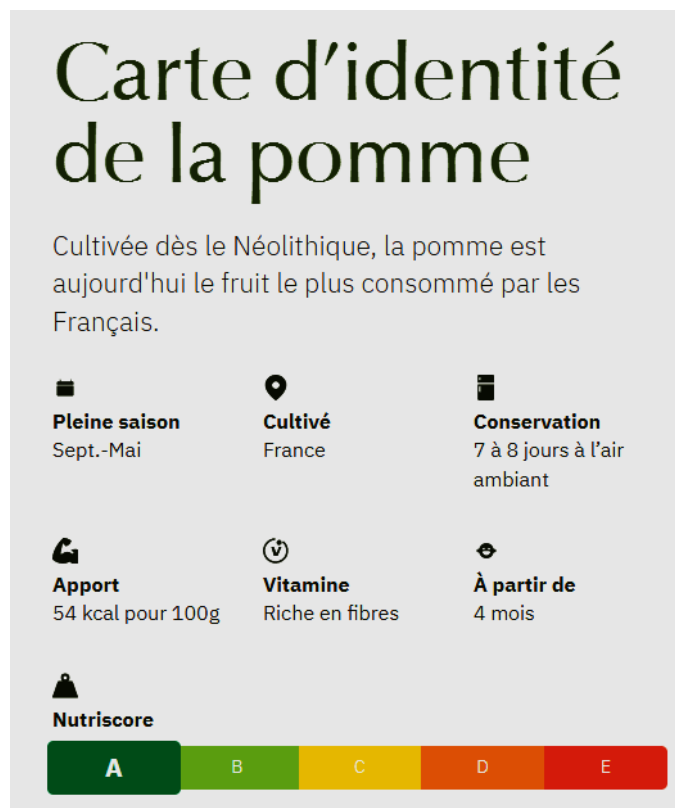 Carte d’identité
de la pomme
Cultivée dès le Néolithique, la pomme est
aujourd'hui le fruit le plus consommé par les
Français.
Pleine saison
Sept.-Mai
Cultivé
France
Conservation
7 à 8 jours à l’air
ambiant
Apport
54 kcal pour 100g
Vitamine
Riche en fibres
À partir de
4 mois
Nutriscore
A B C D E